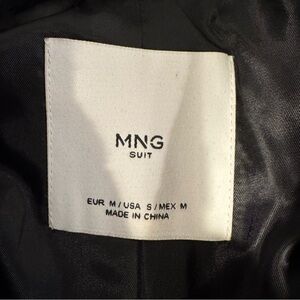 MNG
SUIT
EUR M / USA S / MEX M
MADE IN CHINA